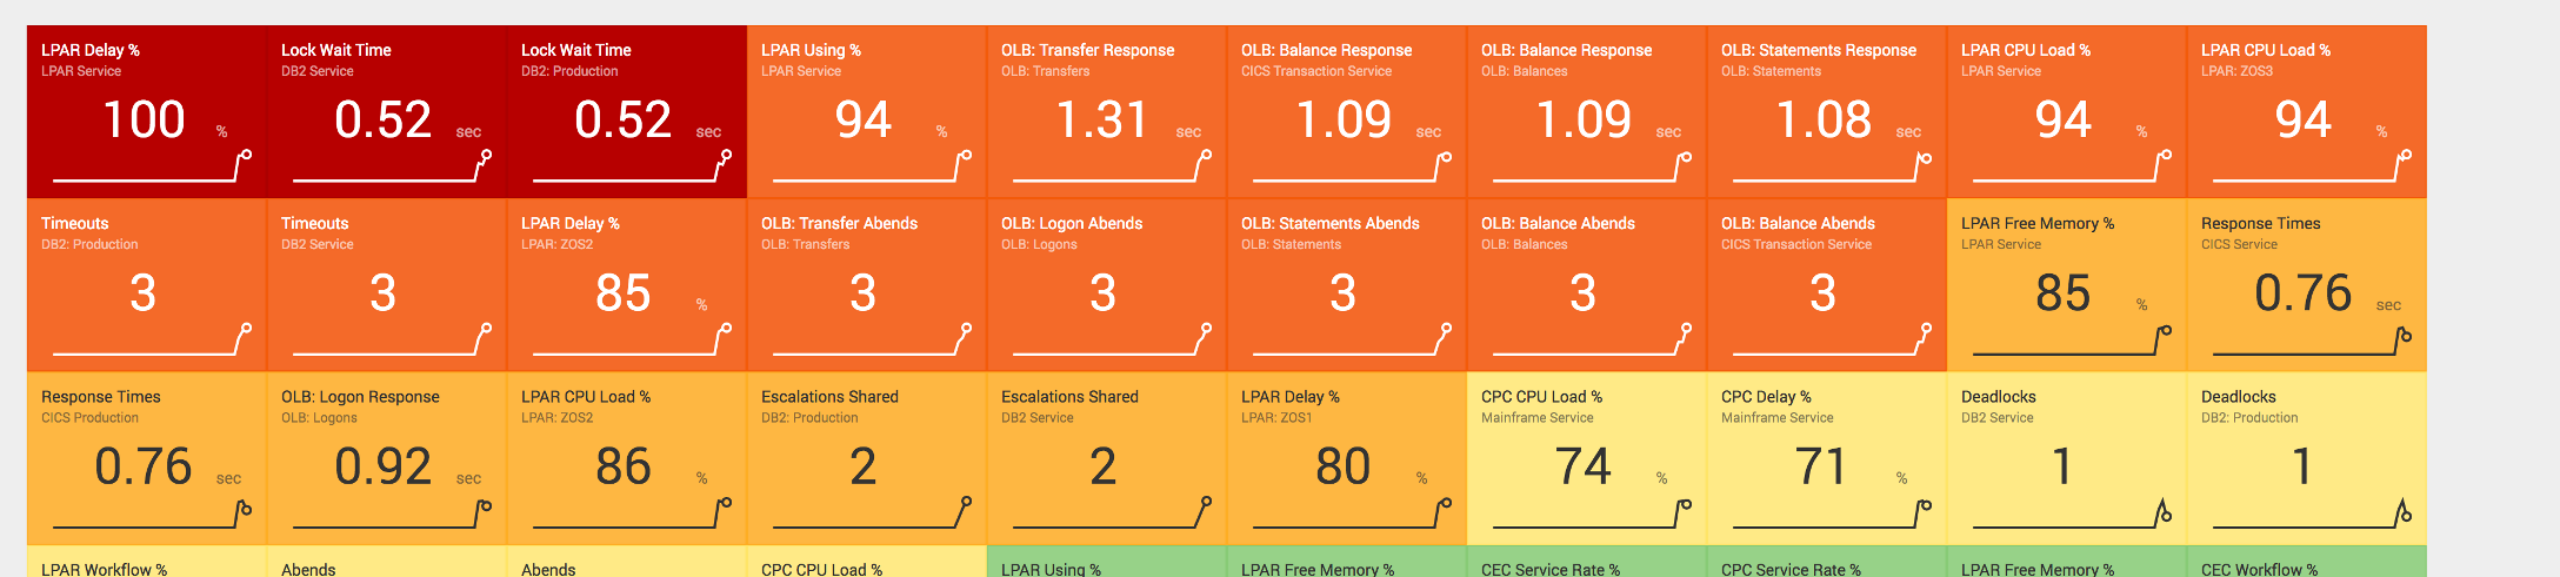 LPAR Delay %
LPAR Service
100 %
Lock Wait Time
DB2 Service
0.52 sec
Lock Wait Time
DB2: Production
0.52 sec
LPAR Using %
LPAR Service
94 %
OLB: Transfer Response
OLB: Transfers
1.31 sec
OLB: Balance Response
CICS Transaction Service
1.09 sec
OLB: Balance Response
OLB: Balances
1.09 sec
OLB: Statements Response
OLB: Statements
1.08 sec
LPAR CPU Load %
LPAR Service
94 %
LPAR CPU Load %
LPAR: ZOS3
94 %
Timeouts
DB2: Production
3
Timeouts
DB2 Service
3
LPAR Delay %
LPAR: ZOS2
85 %
OLB: Transfer Abends
OLB: Transfers
3
OLB: Logon Abends
OLB: Logons
3
OLB: Statements Abends
OLB: Statements
3
OLB: Balance Abends
OLB: Balances
3
OLB: Balance Abends
CICS Transaction Service
3
LPAR Free Memory %
LPAR Service
85 %
Response Times
CICS Service
0.76 sec
Response Times
CICS Production
0.76 sec
OLB: Logon Response
OLB: Logons
0.92 sec
LPAR CPU Load %
LPAR: ZOS2
86 %
Escalations Shared
DB2: Production
2
Escalations Shared
DB2 Service
2
LPAR Delay %
LPAR: ZOS1
80 %
CPC CPU Load %
Mainframe Service
74 %
CPC Delay %
Mainframe Service
71 %
Deadlocks
DB2 Service
1
Deadlocks
DB2: Production
1
LPAR Workflow %
Abends
Abends
CPC CPU Load %
LPAR Using %
LPAR Free Memory %
CEC Service Rate %
CPC Service Rate %
LPAR Free Memory %
CEC Workflow %